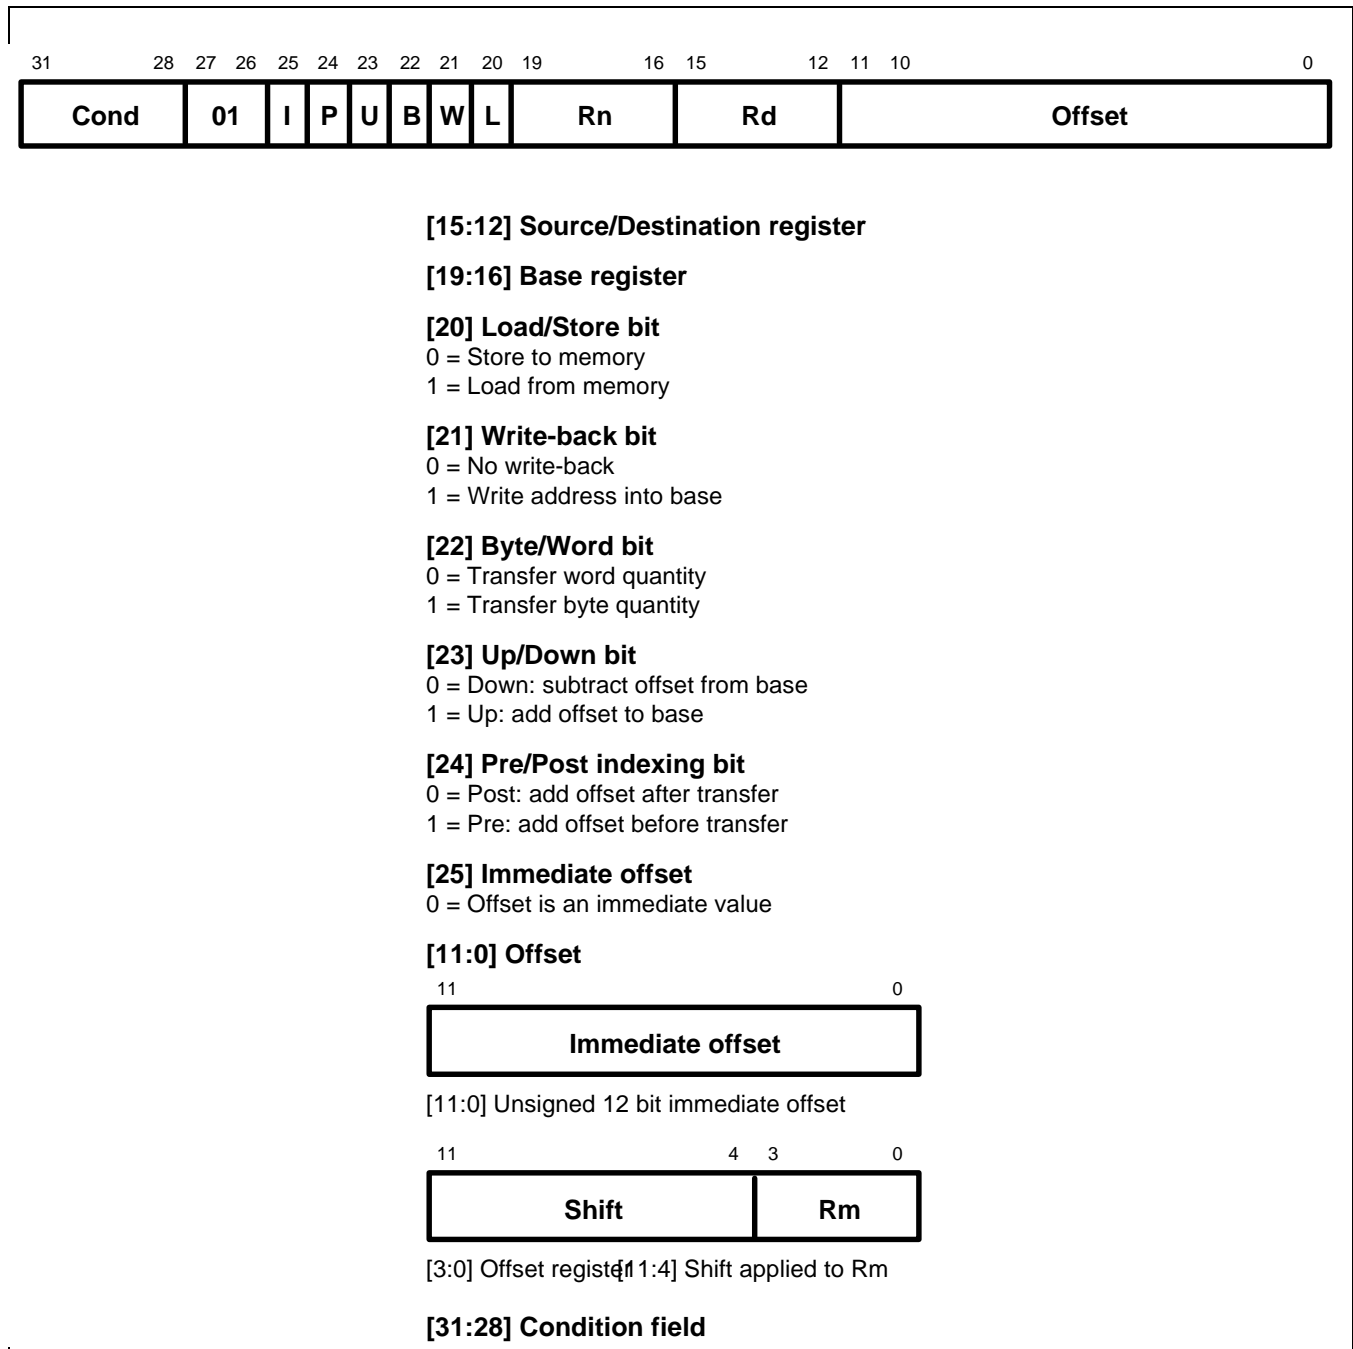 31 28 27 26 25 24 23 22 21 20 19 16 15 12 11 10 0
Cond 01 I P U B W L Rn Rd Offset
[15:12] Source/Destination register
[19:16] Base register
[20] Load/Store bit
0 = Store to memory
1 = Load from memory
[21] Write-back bit
0 = No write-back
1 = Write address into base
[22] Byte/Word bit
0 = Transfer word quantity
1 = Transfer byte quantity
[23] Up/Down bit
0 = Down: subtract offset from base
1 = Up: add offset to base
[24] Pre/Post indexing bit
0 = Post: add offset after transfer
1 = Pre: add offset before transfer
[25] Immediate offset
0 = Offset is an immediate value
[11:0] Offset
11 0
Immediate offset
[11:0] Unsigned 12 bit immediate offset
11 4 3 0
Shift Rm
[3:0] Offset register[11:4] Shift applied to Rm
[31:28] Condition field